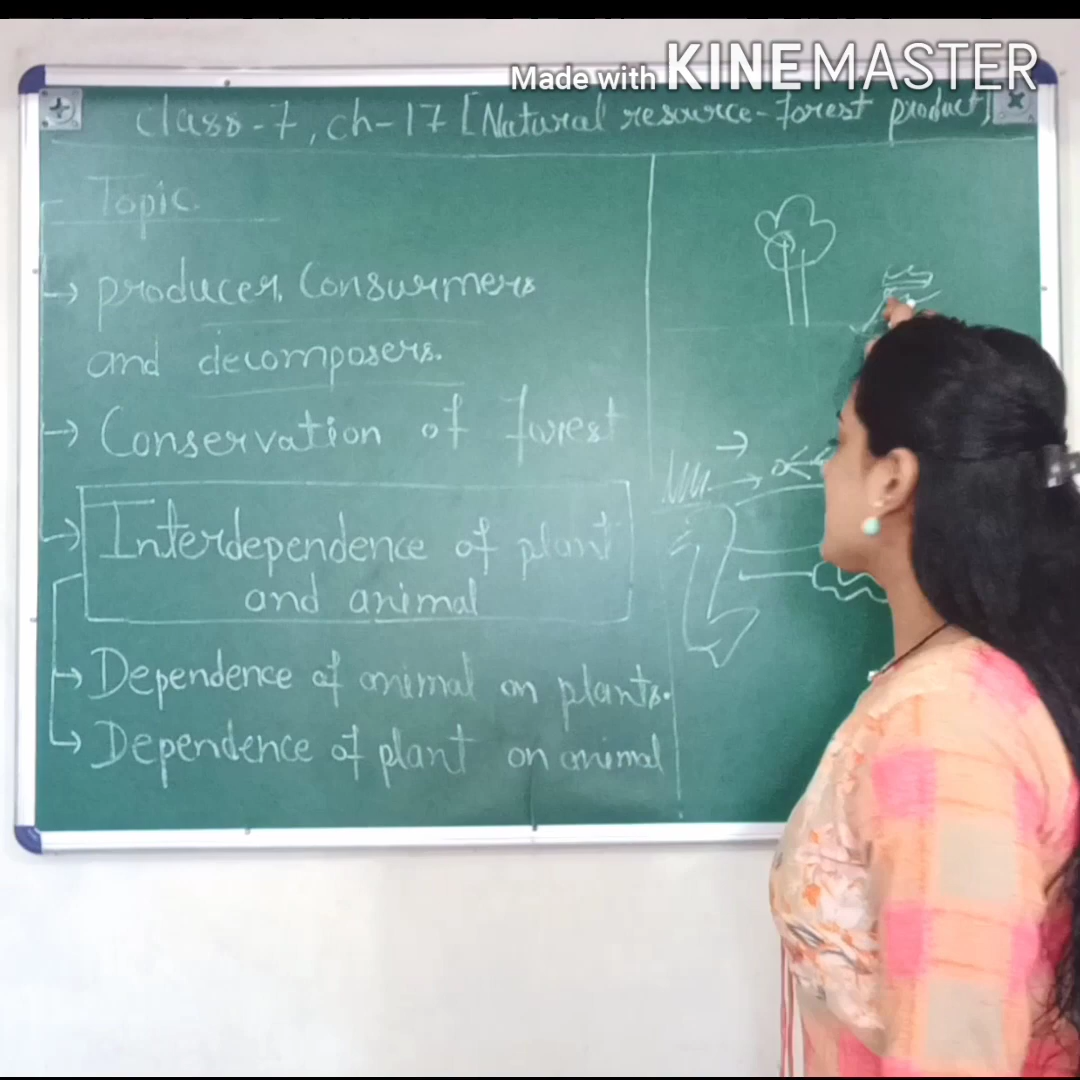 Made with KINEMASTER
class-7, ch-17 [Natural resource-forest product]
Topic
→ producer, Consurmers
and decomposers.
→ Conservation of forest
→ Interdependence of plant
and animal
→ Dependence of animal on plants.
→ Dependence of plant on animal